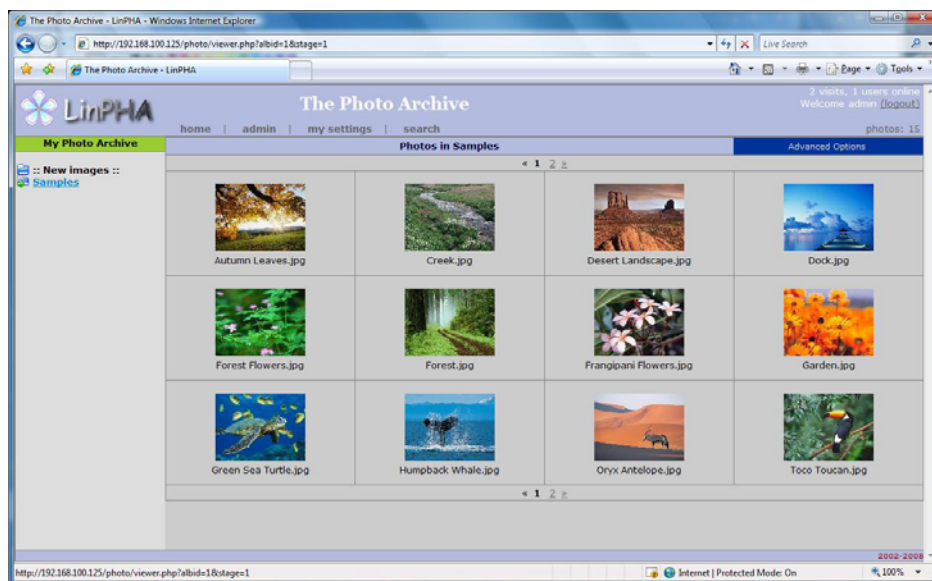 The Photo Archive - LinPHA - Windows Internet Explorer
http://192.168.100.125/photo/viewer.php?albid=1&stage=1
Live Search
The Photo Archive - LinPHA
Page
Tools
LinPHA
The Photo Archive
2 visits, 1 users online
Welcome admin (logout)
home | admin | my settings | search
photos: 15
My Photo Archive
Photos in Samples
Advanced Options
« 1 2 »
:: New images ::
Samples
Autumn Leaves.jpg
Creek.jpg
Desert Landscape.jpg
Dock.jpg
Forest Flowers.jpg
Forest.jpg
Frangipani Flowers.jpg
Garden.jpg
Green Sea Turtle.jpg
Humpback Whale.jpg
Oryx Antelope.jpg
Toco Toucan.jpg
« 1 2 »
2002-2008
http://192.168.100.125/photo/viewer.php?albid=1&stage=1
Internet | Protected Mode: On
100%